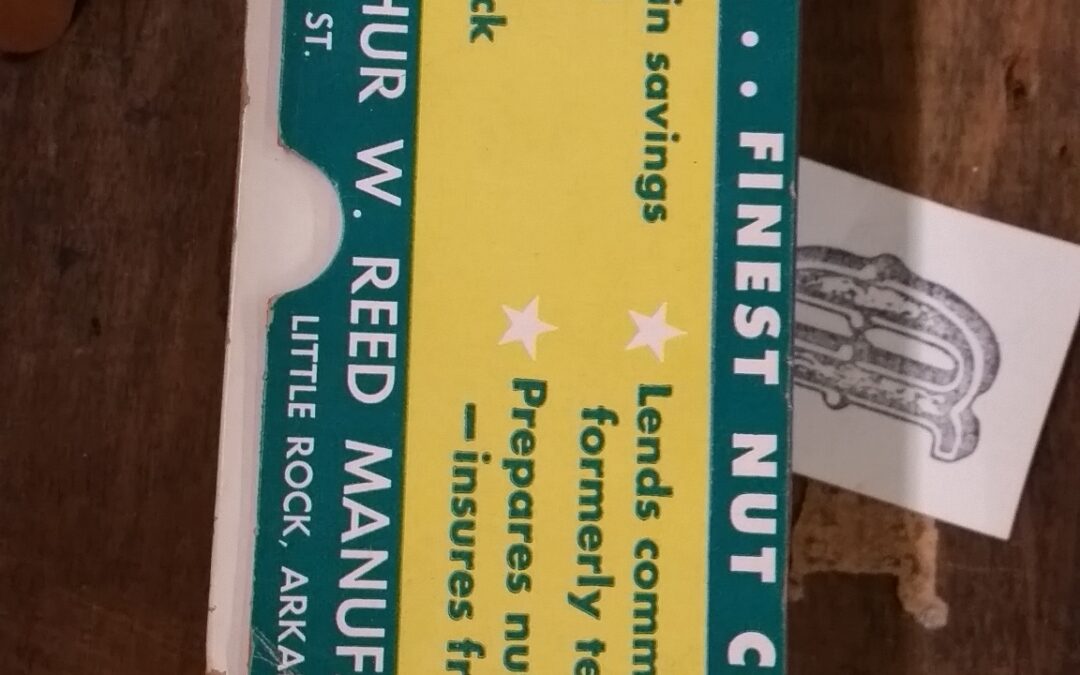 . . FINEST NUT C
in savings
ck
Lends comm
formerly te
Prepares nu
—insures fr
HUR W. REED MANUF
ST. LITTLE ROCK, ARKA